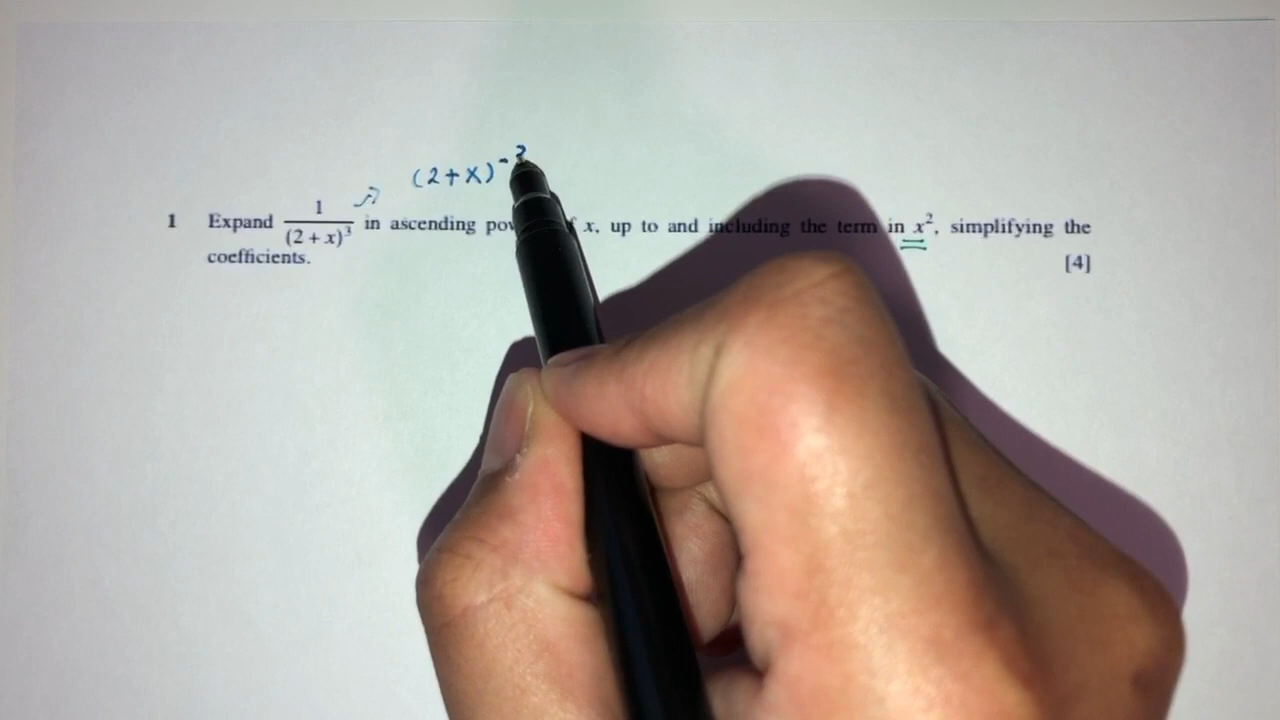 (2+x)⁻
1 Expand 1/(2 + x)³ in ascending x, up to and including the term in x², simplifying the
coefficients. [4]